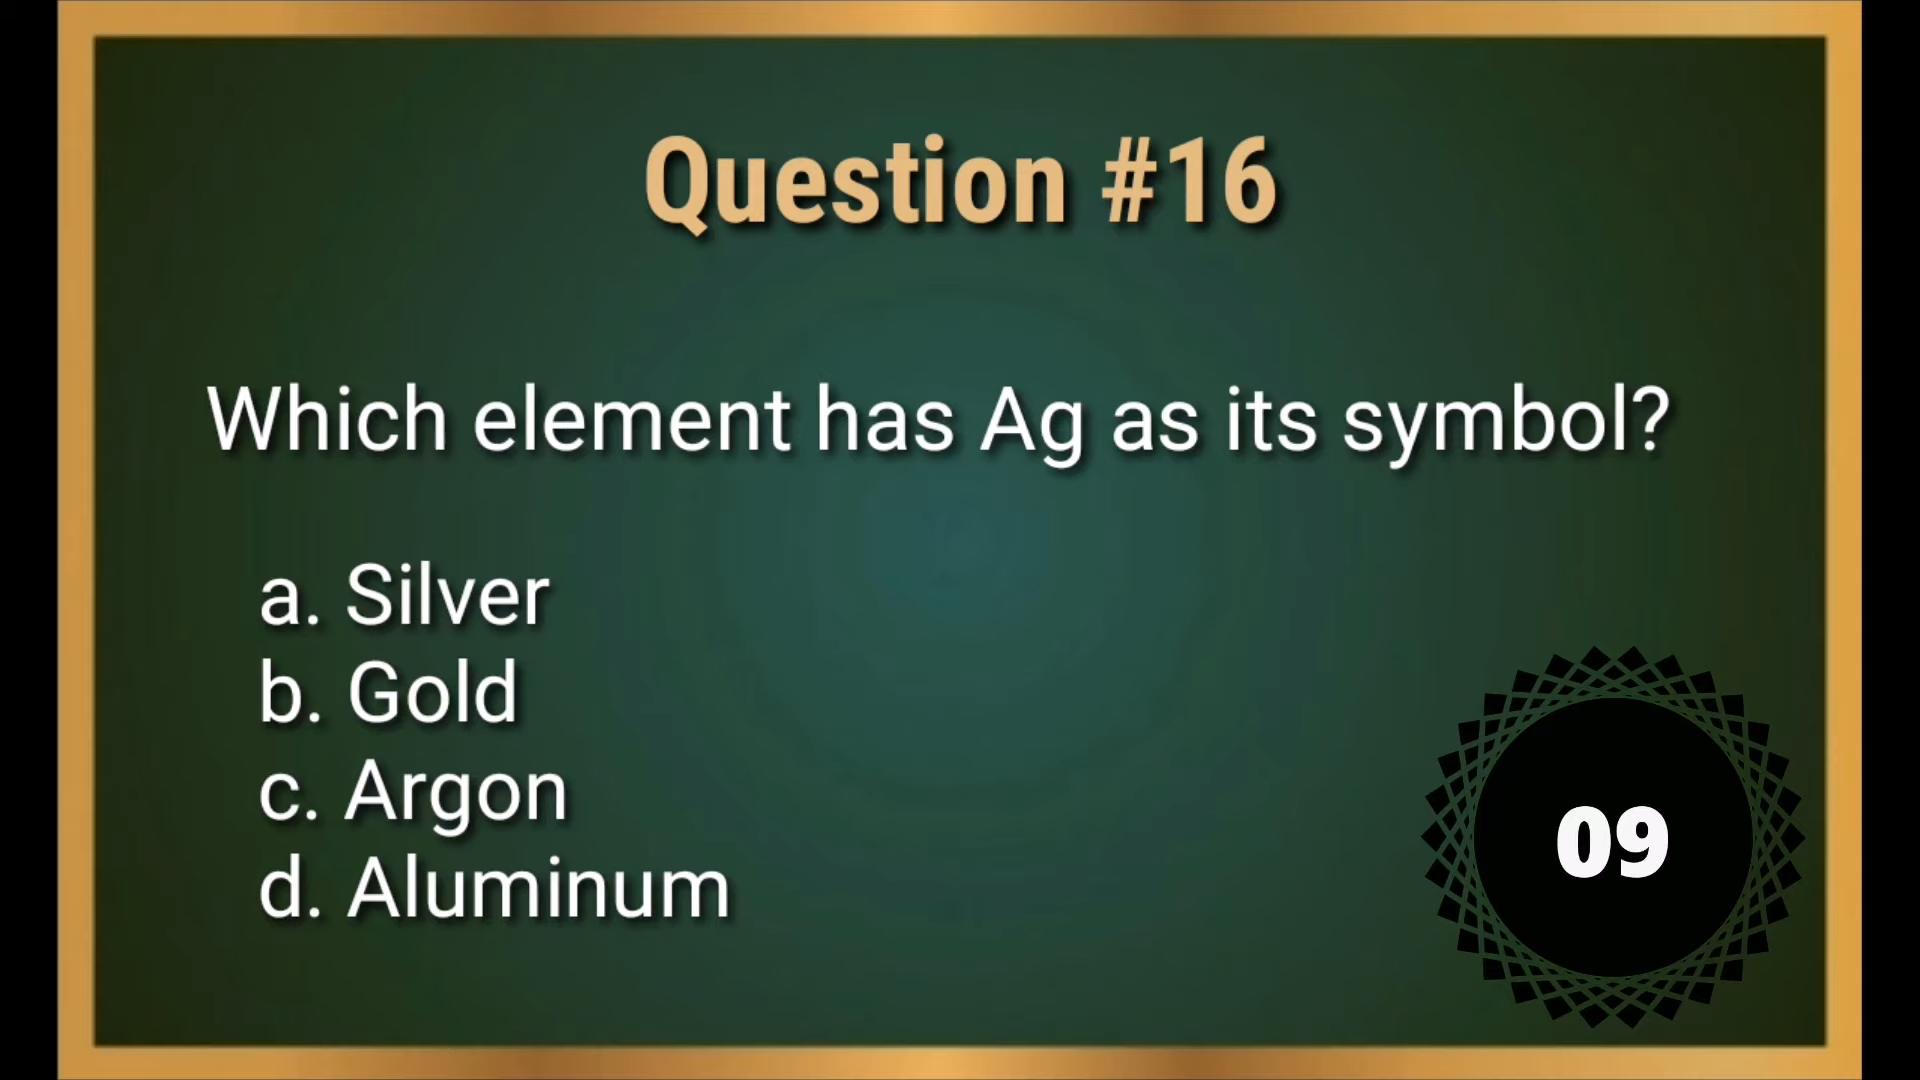 Question #16
Which element has Ag as its symbol?
a. Silver
b. Gold
c. Argon
d. Aluminum
09